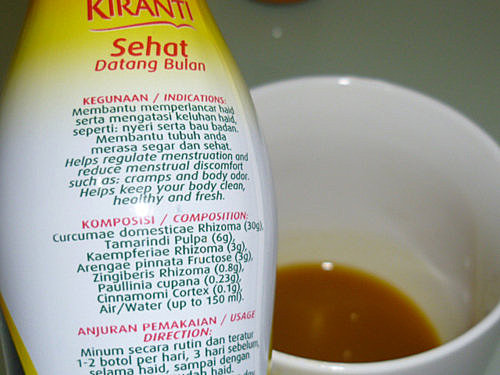 KIRANTI
Sehat
Datang Bulan
KEGUNAAN / INDICATIONS:
Membantu memperlancar haid
serta mengatasi keluhan haid,
seperti: nyeri serta bau badan.
Membantu tubuh anda
merasa segar dan sehat.
Helps regulate menstruation and
reduce menstrual discomfort
such as: cramps and body odor.
Helps keep your body clean,
healthy and fresh.
KOMPOSISI / COMPOSITION:
Curcumae domesticae Rhizoma (30g),
Tamarindi Pulpa (6g),
Kaempferiae Rhizoma (3g),
Arengae pinnata Fructose (3g),
Zingiberis Rhizoma (0.8g),
Paullinia cupana (0.23g),
Cinnamomi Cortex (0.1g),
Air/Water (up to 150 ml).
ANJURAN PEMAKAIAN / USAGE
DIRECTION:
Minum secara rutin dan teratur
1-2 botol per hari, 3 hari sebelum,
selama haid, sampai dengan
sudah haid.